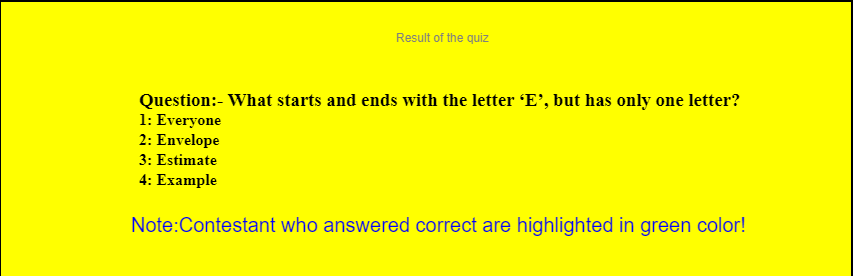 Result of the quiz
Question:- What starts and ends with the letter ‘E’, but has only one letter?
1: Everyone
2: Envelope
3: Estimate
4: Example
Note:Contestant who answered correct are highlighted in green color!